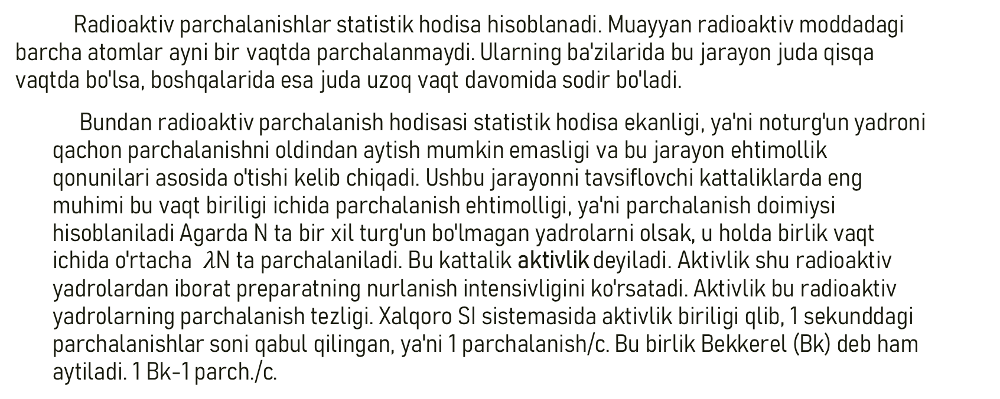 Radioaktiv parchalanishlar statistik hodisa hisoblanadi. Muayyan radioaktiv moddadagi
barcha atomlar ayni bir vaqtda parchalanmaydi. Ularning ba'zilarida bu jarayon juda qisqa
vaqtda bo'lsa, boshqalarida esa juda uzoq vaqt davomida sodir bo'ladi.
Bundan radioaktiv parchalanish hodisasi statistik hodisa ekanligi, ya'ni noturg'un yadroni
qachon parchalanishni oldindan aytish mumkin emasligi va bu jarayon ehtimollik
qonunilari asosida o'tishi kelib chiqadi. Ushbu jarayonni tavsiflovchi kattaliklarda eng
muhimi bu vaqt biriligi ichida parchalanish ehtimolligi, ya'ni parchalanish doimiysi
hisoblaniladi Agarda N ta bir xil turg'un bo'lmagan yadrolarni olsak, u holda birlik vaqt
ichida o'rtacha λN ta parchalaniladi. Bu kattalik aktivlik deyiladi. Aktivlik shu radioaktiv
yadrolardan iborat preparatning nurlanish intensivligini ko'rsatadi. Aktivlik bu radioaktiv
yadrolarning parchalanish tezligi. Xalqoro SI sistemasida aktivlik biriligi qlib, 1 sekunddagi
parchalanishlar soni qabul qilingan, ya'ni 1 parchalanish/c. Bu birlik Bekkerel (Bk) deb ham
aytiladi. 1 Bk-1 parch./c.